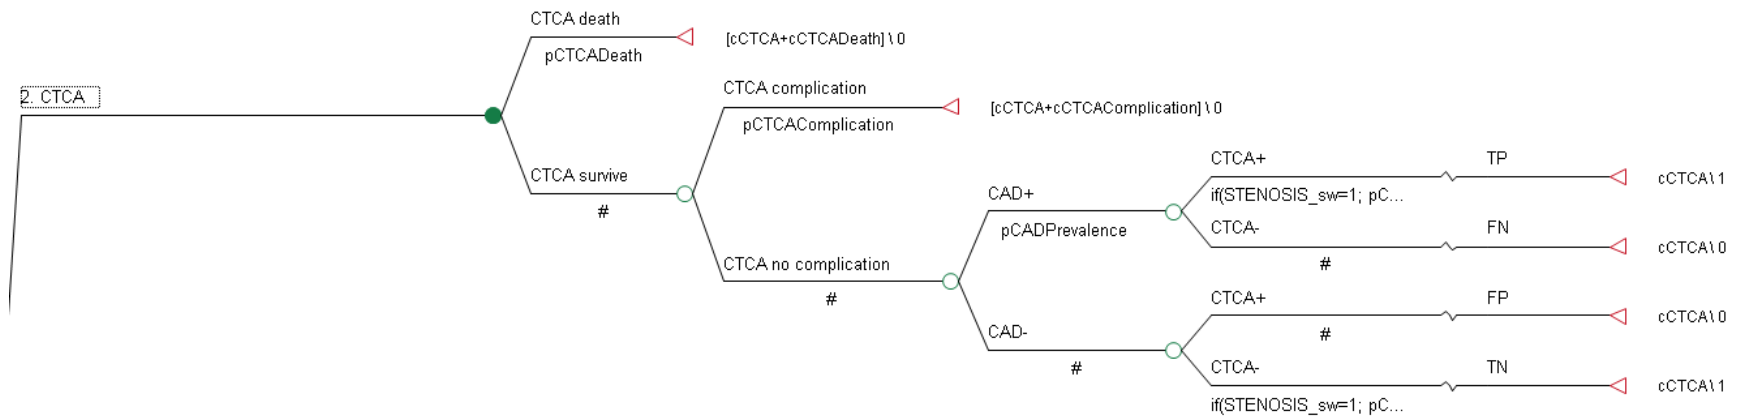 CTCA death
pCTCADeath
[cCTCA+cCTCADeath] \ 0
2. CTCA
CTCA complication
pCTCAComplication
[cCTCA+cCTCAComplication] \ 0
CTCA survive
#
CTCA+
TP
if(STENOSIS_sw=1; pC...
cCTCA \ 1
CAD+
pCADPrevalence
CTCA-
FN
#
cCTCA \ 0
CTCA no complication
#
CTCA+
FP
#
cCTCA \ 0
CAD-
#
CTCA-
TN
if(STENOSIS_sw=1; pC...
cCTCA \ 1